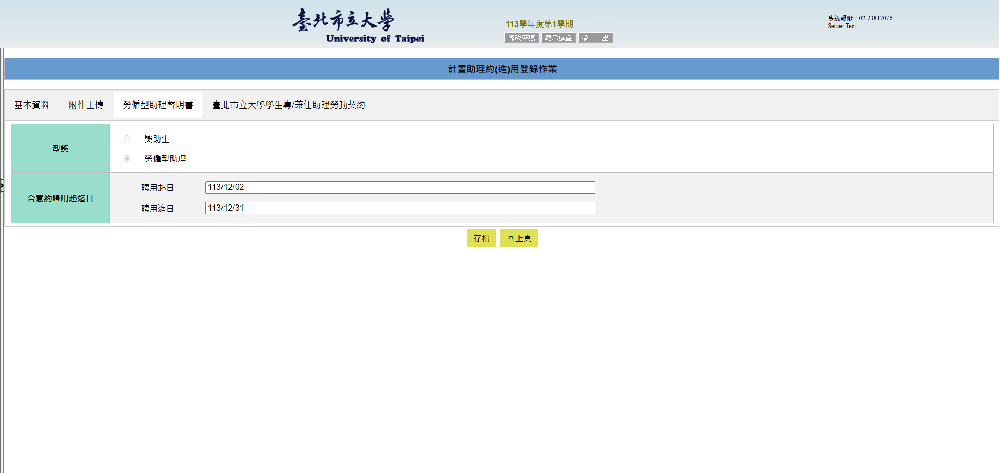 臺北市立大學
University of Taipei
113學年度第1學期
修改密碼 顯示選單 登 出
系統報修：02-23817076
Server Test
計畫助理約(進)用登錄作業
基本資料 附件上傳 勞僱型助理聲明書 臺北市立大學學生專/兼任助理勞動契約
型態
獎助生
勞僱型助理
合意約聘用起迄日
聘用起日 113/12/02
聘用迄日 113/12/31
存檔 回上頁